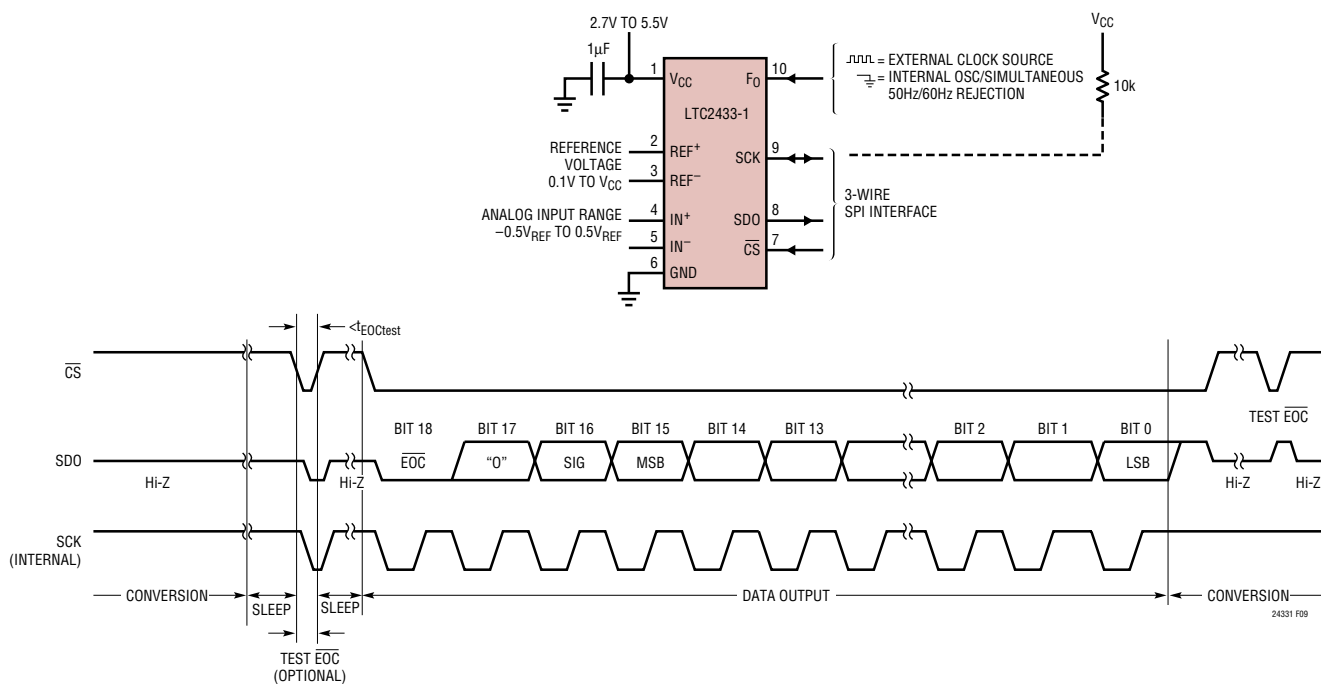 2.7V TO 5.5V
1µF
VCC
1
VCC
FO
10
= EXTERNAL CLOCK SOURCE
= INTERNAL OSC/SIMULTANEOUS
50Hz/60Hz REJECTION
10k
LTC2433-1
REFERENCE
VOLTAGE
0.1V TO VCC
2
REF+
SCK
9
3
REF–
3-WIRE
SPI INTERFACE
ANALOG INPUT RANGE
–0.5VREF TO 0.5VREF
4
IN+
SDO
8
5
IN–
CS
7
6
GND
<tEOCtest
CS
TEST EOC
BIT 18
BIT 17
BIT 16
BIT 15
BIT 14
BIT 13
BIT 2
BIT 1
BIT 0
SDO
EOC
"0"
SIG
MSB
LSB
Hi-Z
Hi-Z
Hi-Z
Hi-Z
SCK
(INTERNAL)
CONVERSION
SLEEP
SLEEP
DATA OUTPUT
CONVERSION
24331 F09
TEST EOC
(OPTIONAL)